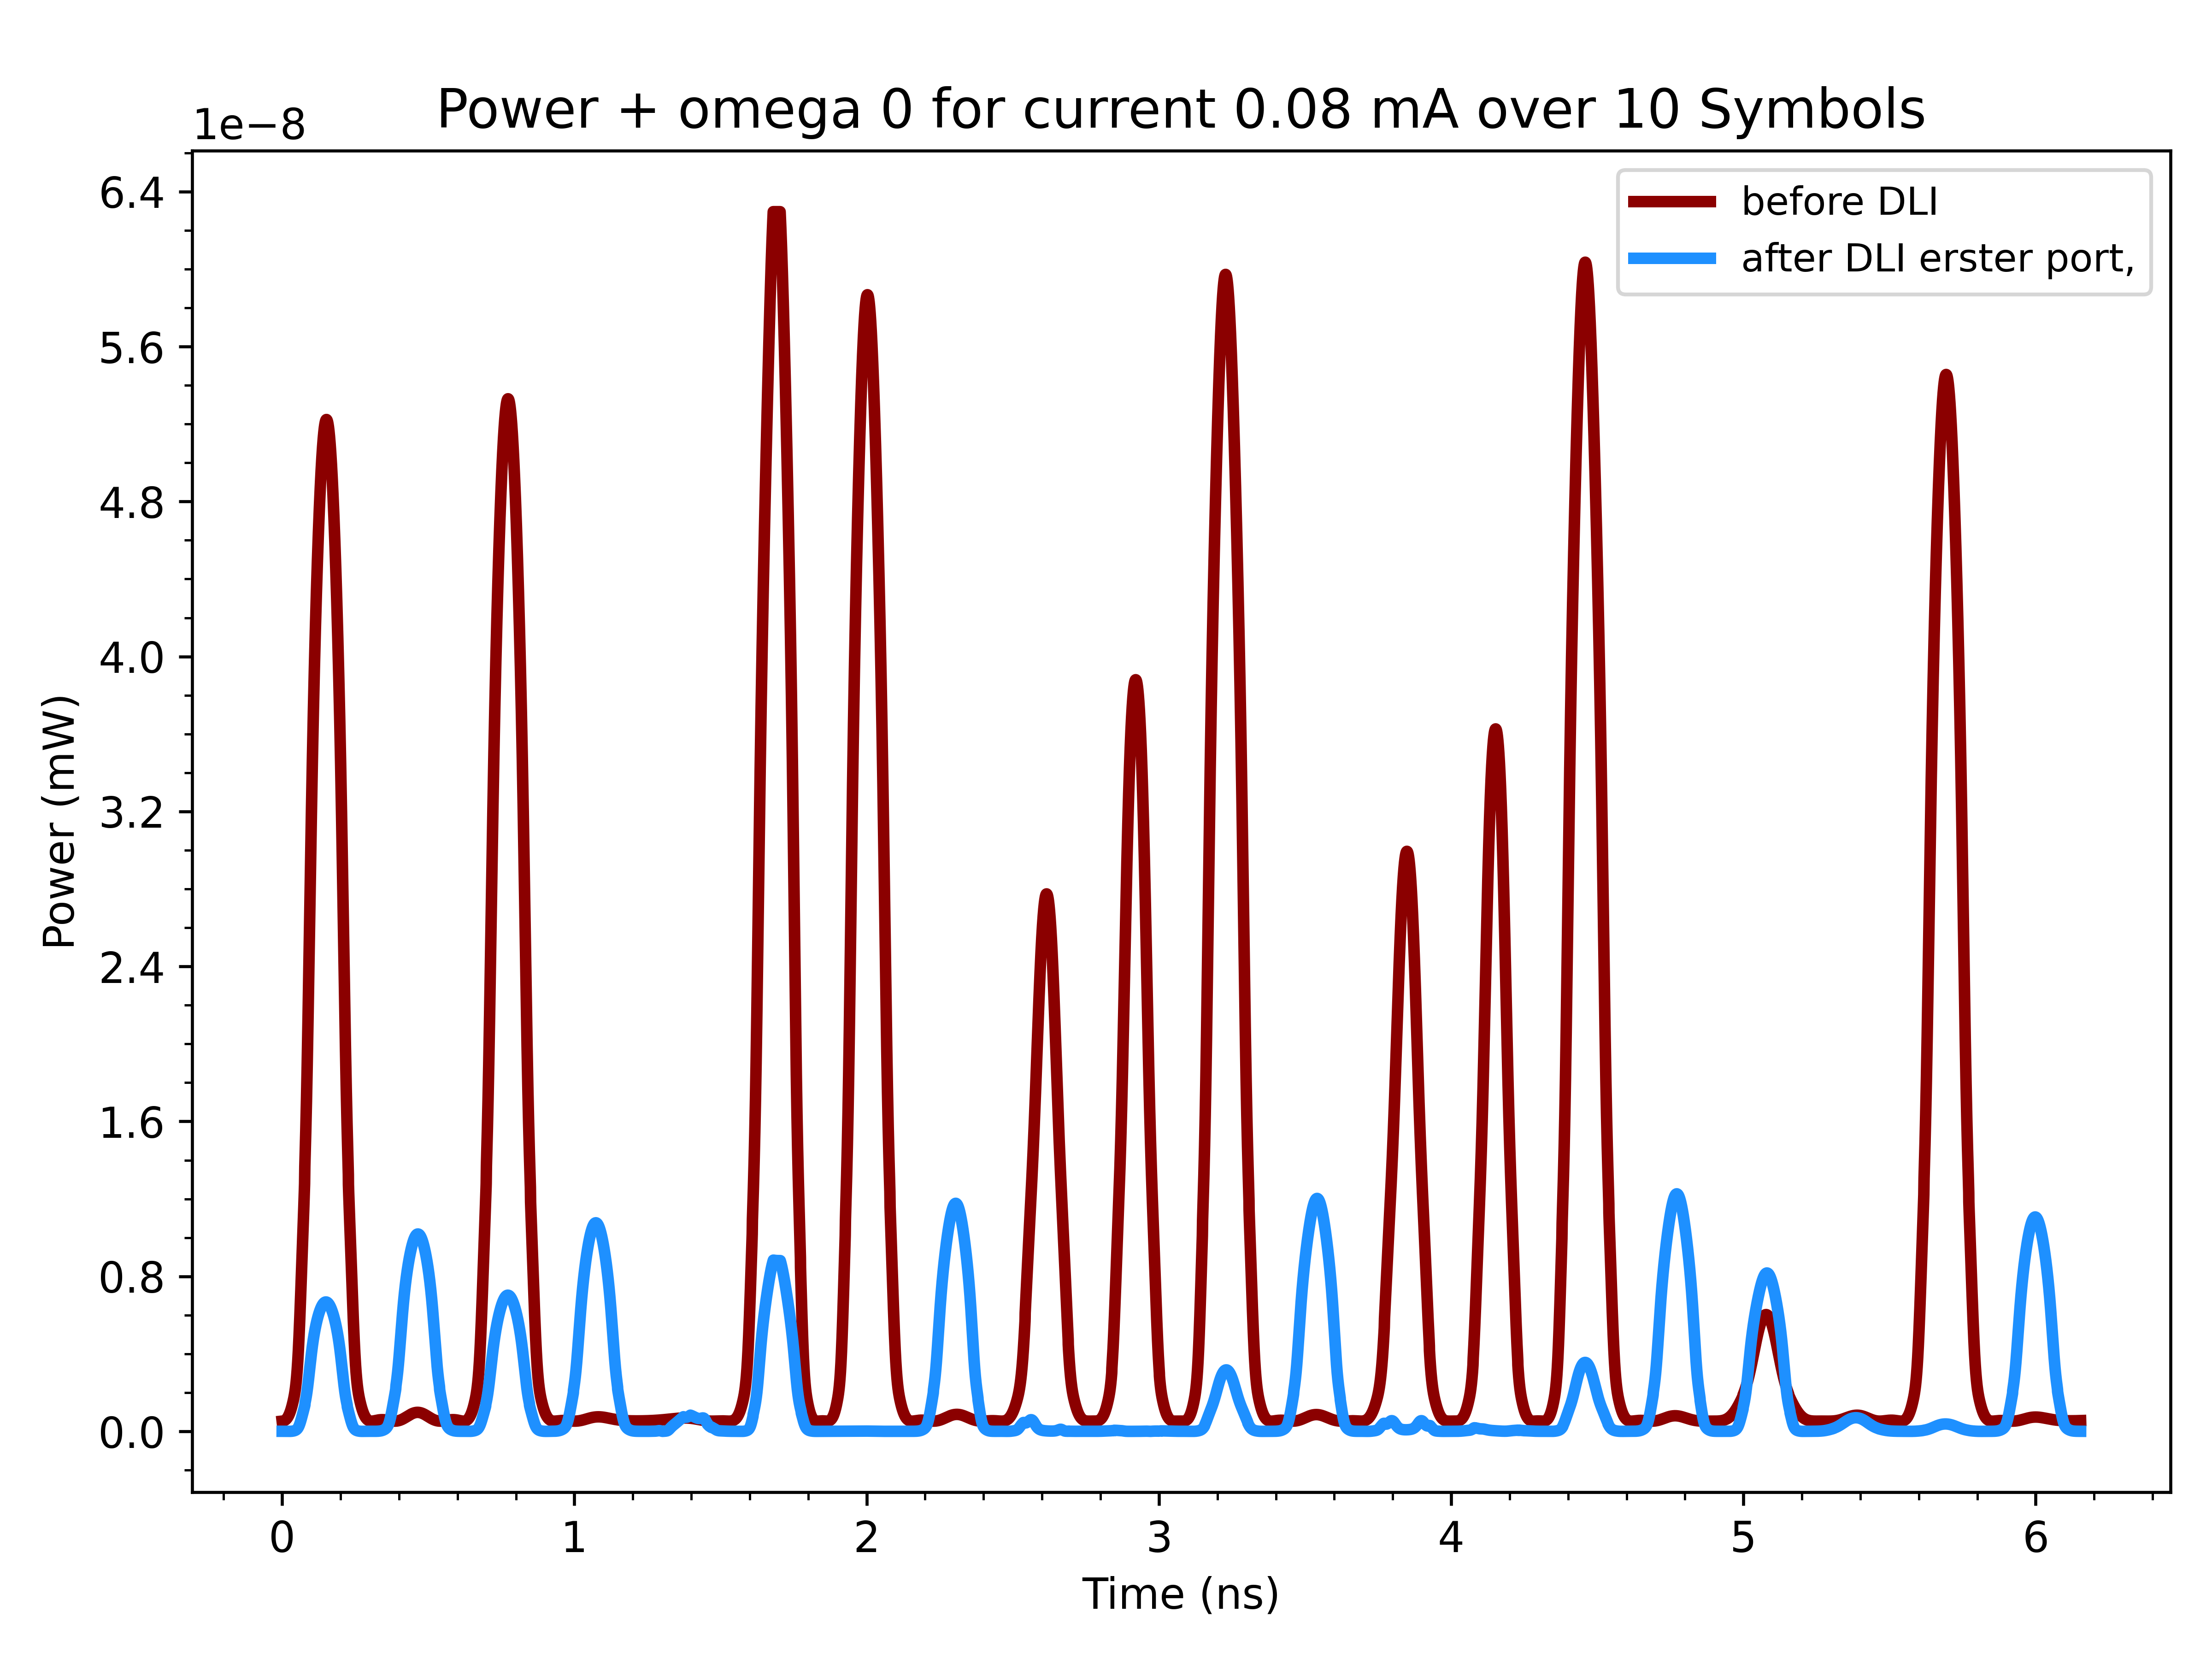 Power + omega 0 for current 0.08 mA over 10 Symbols
1e−8
before DLI
after DLI erster port,
6.4
5.6
4.8
4.0
3.2
2.4
1.6
0.8
0.0
Power (mW)
0 1 2 3 4 5 6
Time (ns)